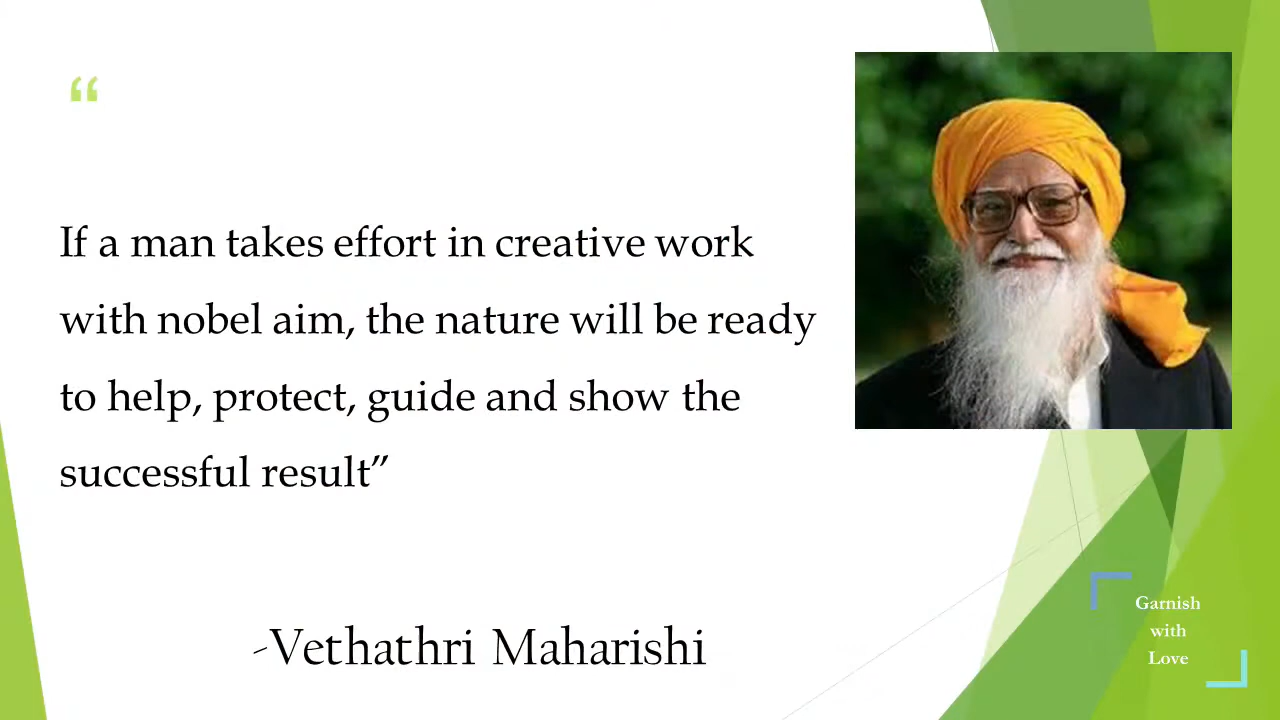 “
If a man takes effort in creative work
with nobel aim, the nature will be ready
to help, protect, guide and show the
successful result”
-Vethathri Maharishi
Garnish
with
Love